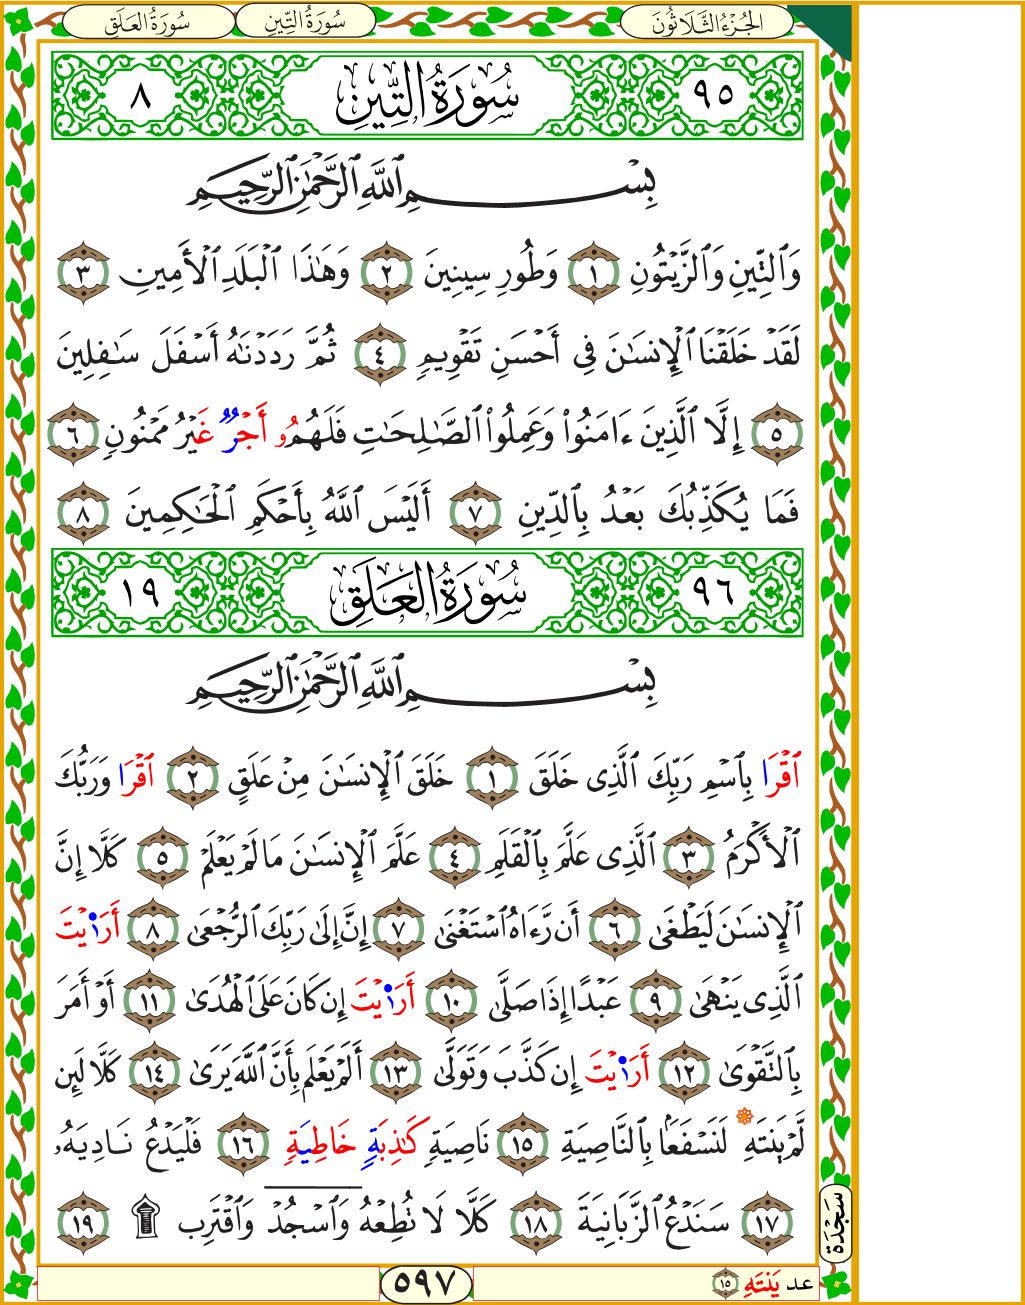 الجُزْءُ الثَّلَاثُونَ سُورَةُ التِّينِ سُورَةُ العَلَقِ
٩٥ سُورَةُ التِّينِ ٨
بِسْمِ ٱللَّهِ ٱلرَّحْمَٰنِ ٱلرَّحِيمِ
وَٱلتِّينِ وَٱلزَّيْتُونِ ١ وَطُورِ سِينِينَ ٢ وَهَٰذَا ٱلْبَلَدِ ٱلْأَمِينِ ٣
لَقَدْ خَلَقْنَا ٱلْإِنسَٰنَ فِى أَحْسَنِ تَقْوِيمٍ ٤ ثُمَّ رَدَدْنَٰهُ أَسْفَلَ سَٰفِلِينَ
٥ إِلَّا ٱلَّذِينَ ءَامَنُوا۟ وَعَمِلُوا۟ ٱلصَّٰلِحَٰتِ فَلَهُمُۥ أَجْرٌ غَيْرُ مَمْنُونٍ ٦
فَمَا يُكَذِّبُكَ بَعْدُ بِٱلدِّينِ ٧ أَلَيْسَ ٱللَّهُ بِأَحْكَمِ ٱلْحَٰكِمِينَ ٨
٩٦ سُورَةُ العَلَقِ ١٩
بِسْمِ ٱللَّهِ ٱلرَّحْمَٰنِ ٱلرَّحِيمِ
ٱقْرَا بِٱسْمِ رَبِّكَ ٱلَّذِى خَلَقَ ١ خَلَقَ ٱلْإِنسَٰنَ مِنْ عَلَقٍ ٢ ٱقْرَا وَرَبُّكَ
ٱلْأَكْرَمُ ٣ ٱلَّذِى عَلَّمَ بِٱلْقَلَمِ ٤ عَلَّمَ ٱلْإِنسَٰنَ مَا لَمْ يَعْلَمْ ٥ كَلَّا إِنَّ
ٱلْإِنسَٰنَ لَيَطْغَىٰ ٦ أَن رَّءَاهُ ٱسْتَغْنَىٰ ٧ إِنَّ إِلَىٰ رَبِّكَ ٱلرُّجْعَىٰ ٨ أَرَا۬يْتَ
ٱلَّذِى يَنْهَىٰ ٩ عَبْدًا إِذَا صَلَّىٰ ١٠ أَرَا۬يْتَ إِن كَانَ عَلَى ٱلْهُدَىٰ ١١ أَوْ أَمَرَ
بِٱلتَّقْوَىٰ ١٢ أَرَا۬يْتَ إِن كَذَّبَ وَتَوَلَّىٰ ١٣ أَلَمْ يَعْلَم بِأَنَّ ٱللَّهَ يَرَىٰ ١٤ كَلَّا لَئِن
لَّمْ يَنتَهِ لَنَسْفَعًۢا بِٱلنَّاصِيَةِ ١٥ نَاصِيَةٍ كَٰذِبَةٍ خَاطِيَةٍ ١٦ فَلْيَدْعُ نَادِيَهُۥ
١٧ سَنَدْعُ ٱلزَّبَانِيَةَ ١٨ كَلَّا لَا تُطِعْهُ وَٱسْجُدْ وَٱقْتَرِب ۩ ١٩
سَجْدَة
٥٩٧
عد يَنتَهِ ١٥